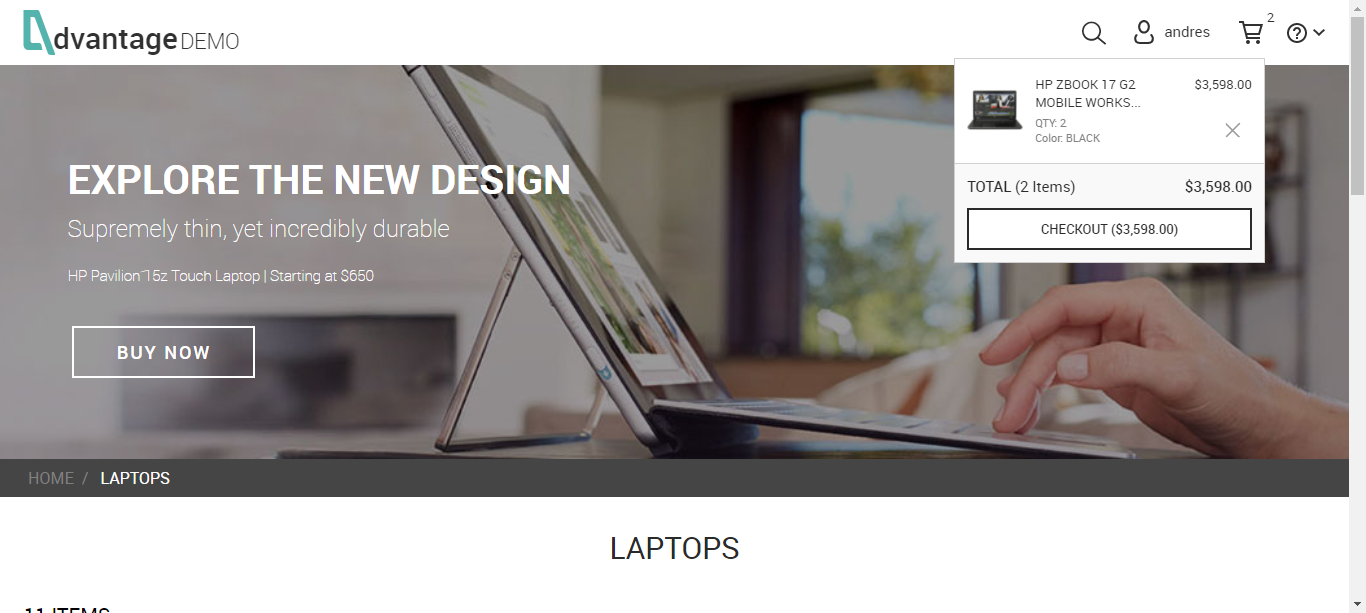 dvantage DEMO
andres
2
HP ZBOOK 17 G2
MOBILE WORKS...
$3,598.00
QTY: 2
Color: BLACK
TOTAL (2 Items)
$3,598.00
CHECKOUT ($3,598.00)
EXPLORE THE NEW DESIGN
Supremely thin, yet incredibly durable
HP Pavilion 15z Touch Laptop | Starting at $650
BUY NOW
HOME / LAPTOPS
LAPTOPS
11 ITEMS